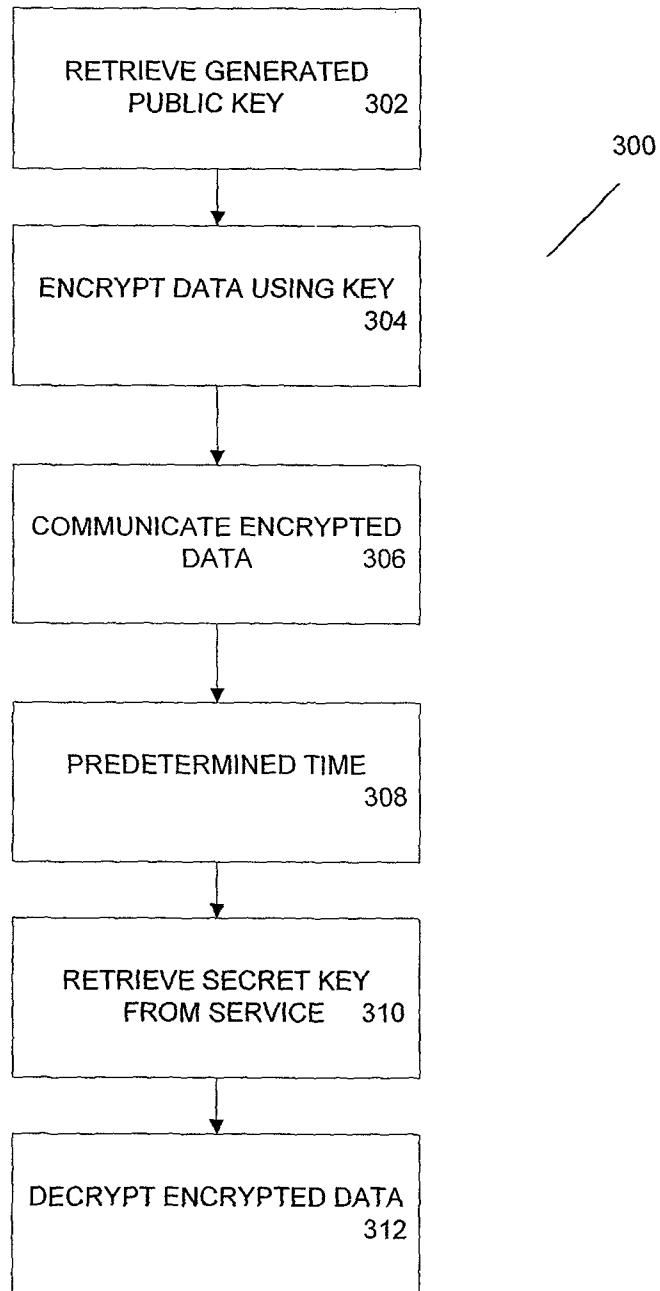 RETRIEVE GENERATED
PUBLIC KEY 302
300
ENCRYPT DATA USING KEY
304
COMMUNICATE ENCRYPTED
DATA 306
PREDETERMINED TIME
308
RETRIEVE SECRET KEY
FROM SERVICE 310
DECRYPT ENCRYPTED DATA
312